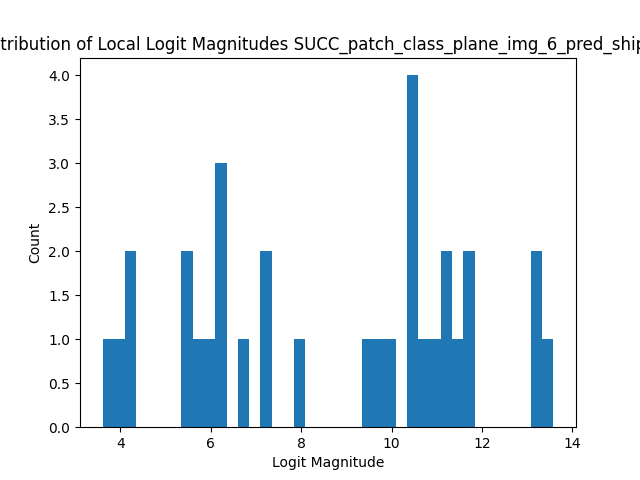 tribution of Local Logit Magnitudes SUCC_patch_class_plane_img_6_pred_ship
4.0
3.5
3.0
2.5
2.0
1.5
1.0
0.5
0.0
Count
4 6 8 10 12 14
Logit Magnitude